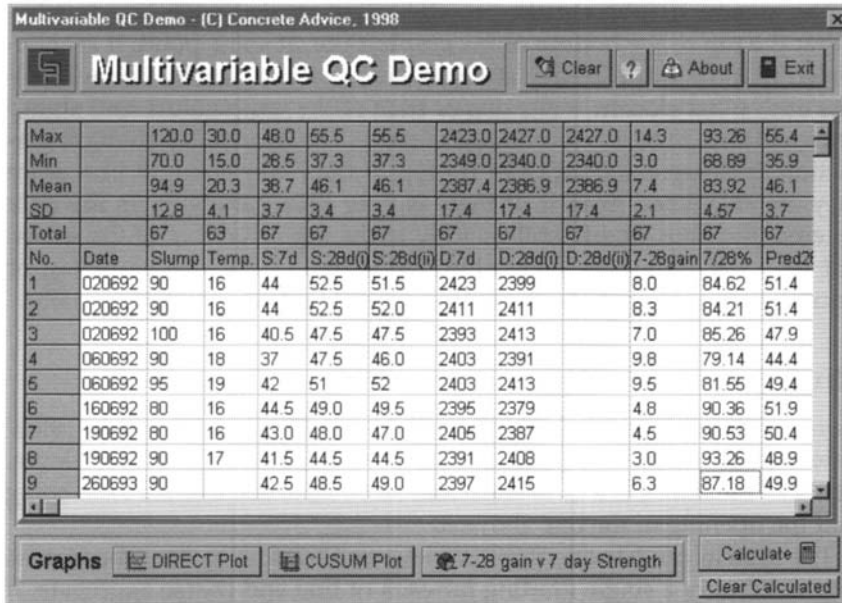 Multivariable QC Demo - (C) Concrete Advice, 1998
Multivariable QC Demo Clear ? About Exit
Max 120.0 30.0 48.0 55.5 55.5 2423.0 2427.0 2427.0 14.3 93.26 55.4
Min 70.0 15.0 28.5 37.3 37.3 2349.0 2340.0 2340.0 3.0 68.89 35.9
Mean 94.9 20.3 38.7 46.1 46.1 2387.4 2386.9 2386.9 7.4 83.92 46.1
SD 12.8 4.1 3.7 3.4 3.4 17.4 17.4 17.4 2.1 4.57 3.7
Total 67 63 67 67 67 67 67 67 67 67 67
No. Date Slump Temp. S:7d S:28d(i) S:28d(ii) D:7d D:28d(i) D:28d(ii) 7-28gain 7/28% Pred28
1 020692 90 16 44 52.5 51.5 2423 2399 8.0 84.62 51.4
2 020692 90 16 44 52.5 52.0 2411 2411 8.3 84.21 51.4
3 020692 100 16 40.5 47.5 47.5 2393 2413 7.0 85.26 47.9
4 060692 90 18 37 47.5 46.0 2403 2391 9.8 79.14 44.4
5 060692 95 19 42 51 52 2403 2413 9.5 81.55 49.4
6 160692 80 16 44.5 49.0 49.5 2395 2379 4.8 90.36 51.9
7 190692 80 16 43.0 48.0 47.0 2405 2387 4.5 90.53 50.4
8 190692 90 17 41.5 44.5 44.5 2391 2408 3.0 93.26 48.9
9 260693 90 42.5 48.5 49.0 2397 2415 6.3 87.18 49.9
Graphs DIRECT Plot CUSUM Plot 7-28 gain v 7 day Strength Calculate
Clear Calculated